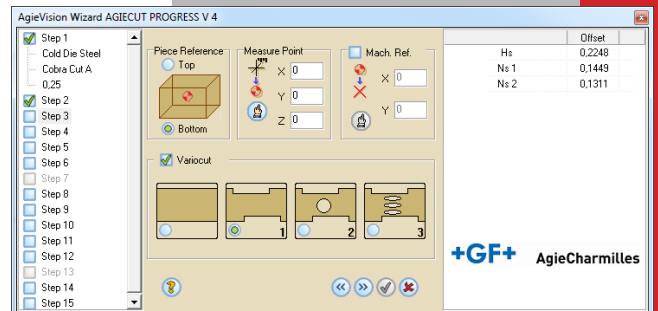 AgieVision Wizard AGIECUT PROGRESS V 4
Step 1
Cold Die Steel
Cobra Cut A
0,25
Step 2
Step 3
Step 4
Step 5
Step 6
Step 7
Step 8
Step 9
Step 10
Step 11
Step 12
Step 13
Step 14
Step 15
Piece Reference
Top
Bottom
Measure Point
X 0
Y 0
Z 0
Mach. Ref.
X 0
Y 0
Variocut
1
2
3
?
Offset
Hs 0,2248
Ns 1 0,1449
Ns 2 0,1311
+GF+ AgieCharmilles